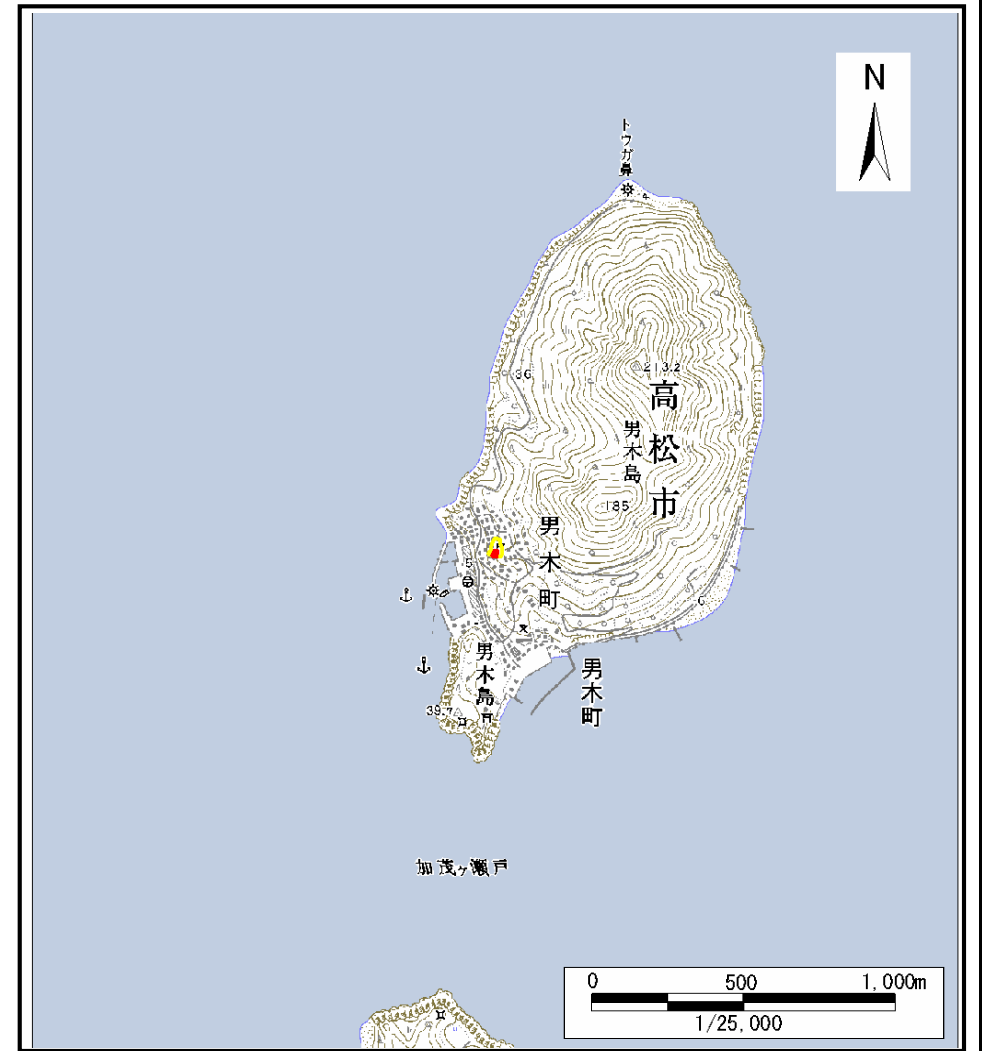 N
トウガ鼻
213.2
36
高松市
男木島
185
男木町
5
6
男木島
男木町
39.7
加茂ヶ瀬戸
0 500 1,000m
1/25,000